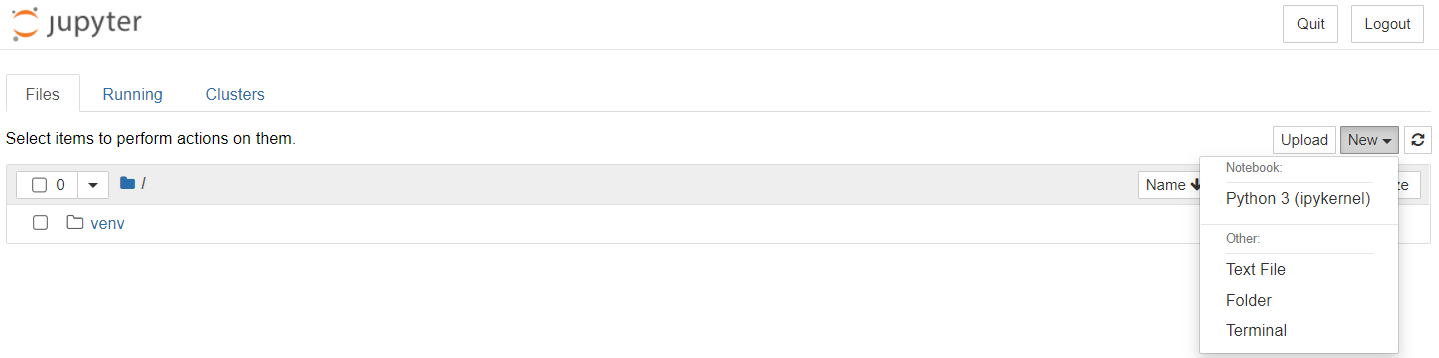 jupyter
Quit
Logout
Files
Running
Clusters
Select items to perform actions on them.
Upload
New
0
/
Name
venv
Notebook:
Python 3 (ipykernel)
Other:
Text File
Folder
Terminal